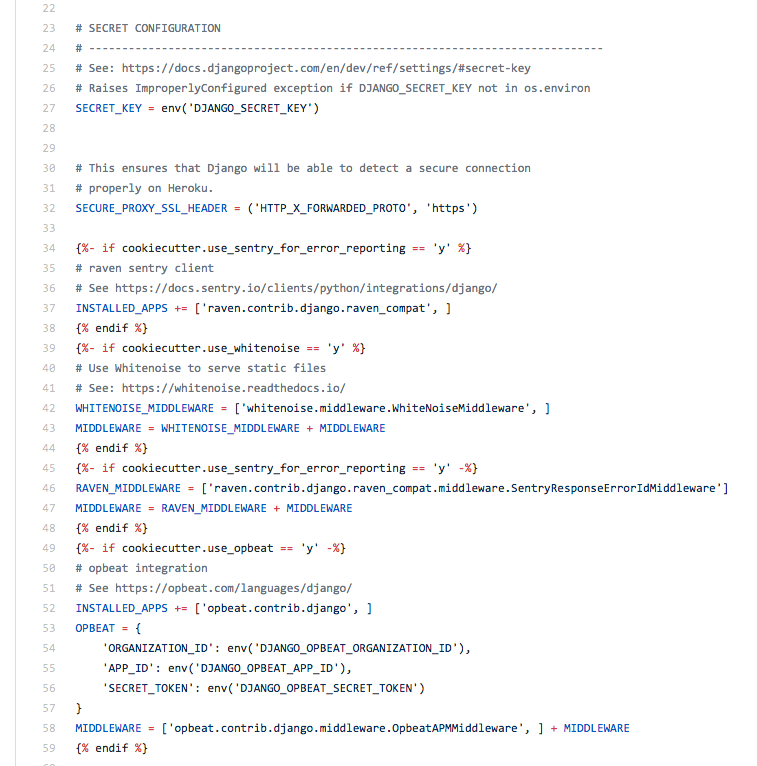 22
23 # SECRET CONFIGURATION
24 # ------------------------------------------------------------------------------
25 # See: https://docs.djangoproject.com/en/dev/ref/settings/#secret-key
26 # Raises ImproperlyConfigured exception if DJANGO_SECRET_KEY not in os.environ
27 SECRET_KEY = env('DJANGO_SECRET_KEY')
28
29
30 # This ensures that Django will be able to detect a secure connection
31 # properly on Heroku.
32 SECURE_PROXY_SSL_HEADER = ('HTTP_X_FORWARDED_PROTO', 'https')
33
34 {%- if cookiecutter.use_sentry_for_error_reporting == 'y' %}
35 # raven sentry client
36 # See https://docs.sentry.io/clients/python/integrations/django/
37 INSTALLED_APPS += ['raven.contrib.django.raven_compat', ]
38 {% endif %}
39 {%- if cookiecutter.use_whitenoise == 'y' %}
40 # Use Whitenoise to serve static files
41 # See: https://whitenoise.readthedocs.io/
42 WHITENOISE_MIDDLEWARE = ['whitenoise.middleware.WhiteNoiseMiddleware', ]
43 MIDDLEWARE = WHITENOISE_MIDDLEWARE + MIDDLEWARE
44 {% endif %}
45 {%- if cookiecutter.use_sentry_for_error_reporting == 'y' -%}
46 RAVEN_MIDDLEWARE = ['raven.contrib.django.raven_compat.middleware.SentryResponseErrorIdMiddleware']
47 MIDDLEWARE = RAVEN_MIDDLEWARE + MIDDLEWARE
48 {% endif %}
49 {%- if cookiecutter.use_opbeat == 'y' -%}
50 # opbeat integration
51 # See https://opbeat.com/languages/django/
52 INSTALLED_APPS += ['opbeat.contrib.django', ]
53 OPBEAT = {
54     'ORGANIZATION_ID': env('DJANGO_OPBEAT_ORGANIZATION_ID'),
55     'APP_ID': env('DJANGO_OPBEAT_APP_ID'),
56     'SECRET_TOKEN': env('DJANGO_OPBEAT_SECRET_TOKEN')
57 }
58 MIDDLEWARE = ['opbeat.contrib.django.middleware.OpbeatAPMMiddleware', ] + MIDDLEWARE
59 {% endif %}